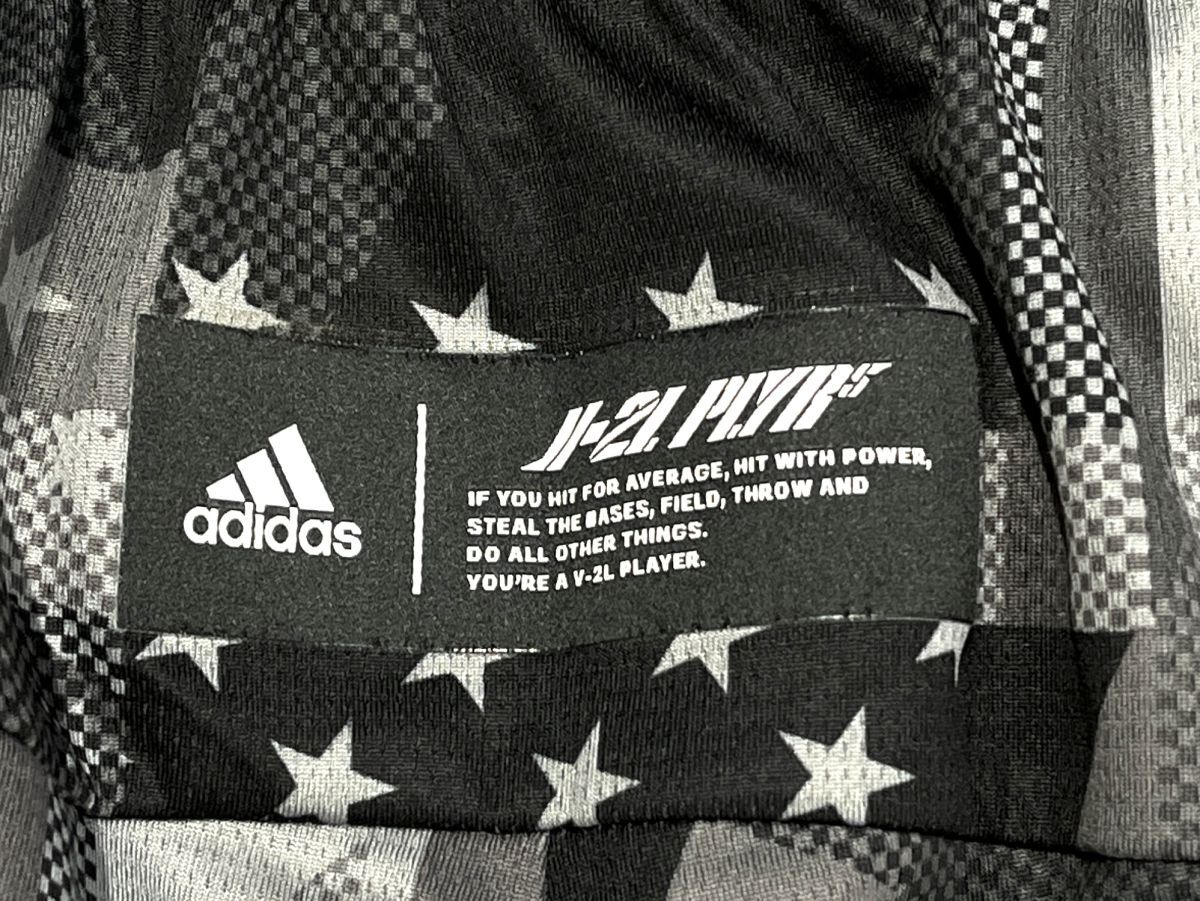 adidas
V-2L PLYRS
IF YOU HIT FOR AVERAGE, HIT WITH POWER,
STEAL THE BASES, FIELD, THROW AND
DO ALL OTHER THINGS.
YOU'RE A V-2L PLAYER.